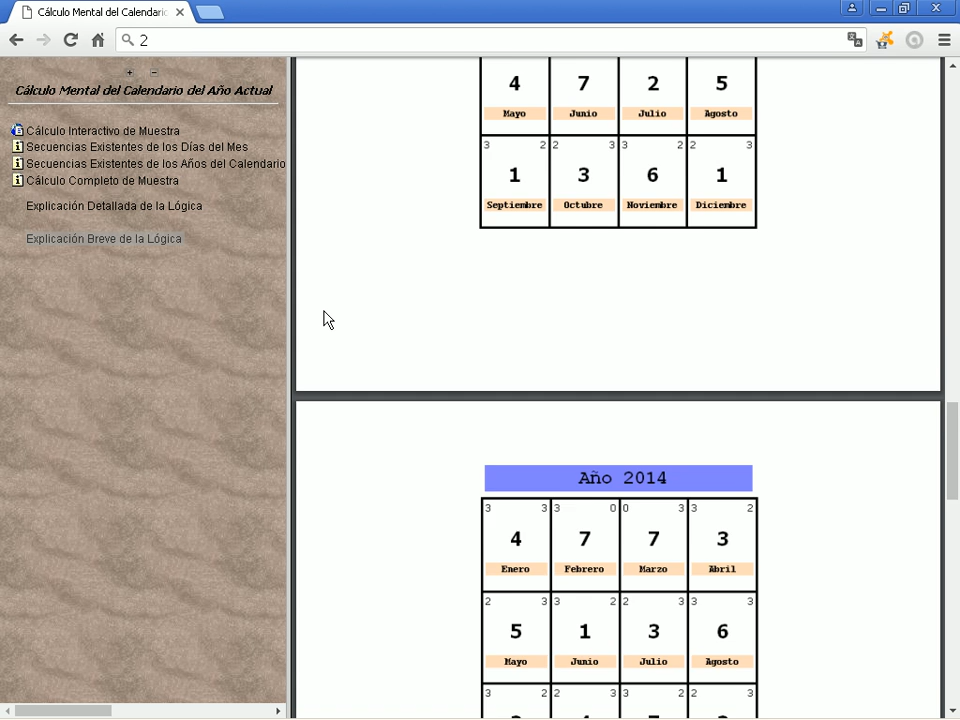 Cálculo Mental del Calendario
2
+ −
Cálculo Mental del Calendario del Año Actual
Cálculo Interactivo de Muestra
Secuencias Existentes de los Días del Mes
Secuencias Existentes de los Años del Calendario
Cálculo Completo de Muestra
Explicación Detallada de la Lógica
Explicación Breve de la Lógica
4 7 2 5
Mayo Junio Julio Agosto
3 2 2 3 3 2 2 3
1 3 6 1
Septiembre Octubre Noviembre Diciembre
Año 2014
3 3 3 0 0 3 3 2
4 7 7 3
Enero Febrero Marzo Abril
2 3 3 2 2 3 3 3
5 1 3 6
Mayo Junio Julio Agosto
3 2 2 3 3 2 2 3